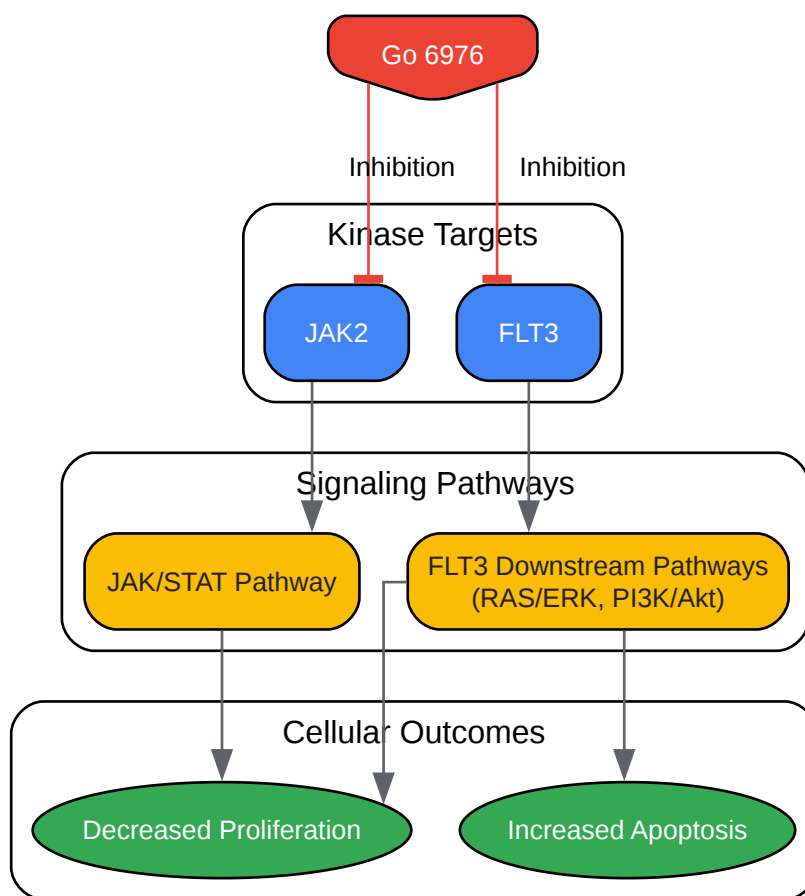 Go 6976
Inhibition
Inhibition
Kinase Targets
JAK2
FLT3
Signaling Pathways
JAK/STAT Pathway
FLT3 Downstream Pathways
(RAS/ERK, PI3K/Akt)
Cellular Outcomes
Decreased Proliferation
Increased Apoptosis